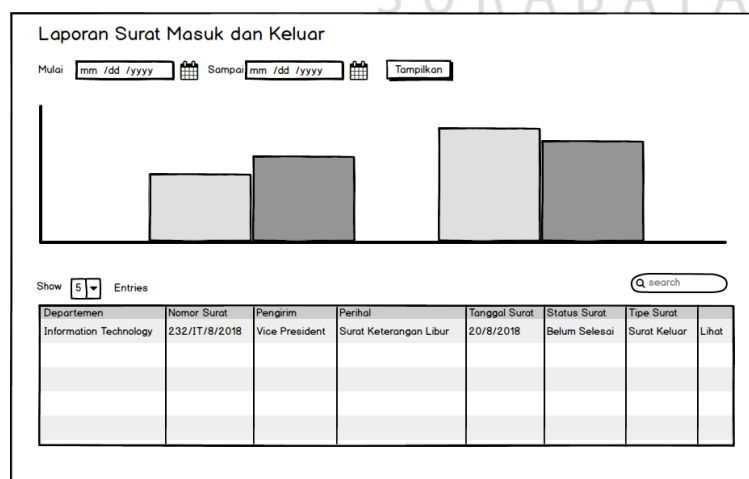 SURABAYA
Laporan Surat Masuk dan Keluar
Mulai mm /dd /yyyy Sampai mm /dd /yyyy Tampilkan
Show 5 Entries search
Departemen Nomor Surat Pengirim Perihal Tanggal Surat Status Surat Tipe Surat
Information Technology 232/IT/8/2018 Vice President Surat Keterangan Libur 20/8/2018 Belum Selesai Surat Keluar Lihat